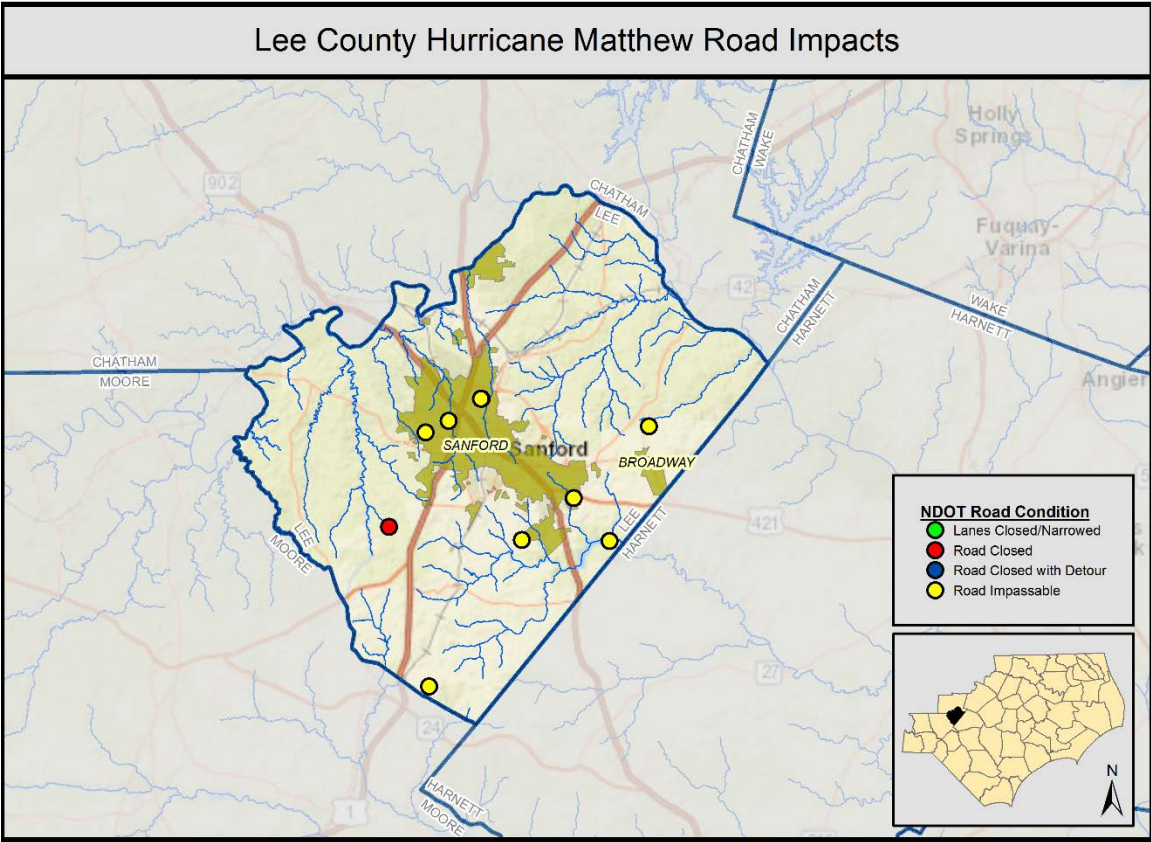 Lee County Hurricane Matthew Road Impacts
Holly
Springs
CHATHAM
WAKE
902
CHATHAM
LEE
Fuquay-
Varina
42
CHATHAM
HARNETT
WAKE
HARNETT
CHATHAM
MOORE
Angier
SANFORD
Sanford
BROADWAY
LEE
MOORE
LEE
HARNETT
421
NDOT Road Condition
Lanes Closed/Narrowed
Road Closed
Road Closed with Detour
Road Impassable
27
24
1
HARNETT
MOORE
N